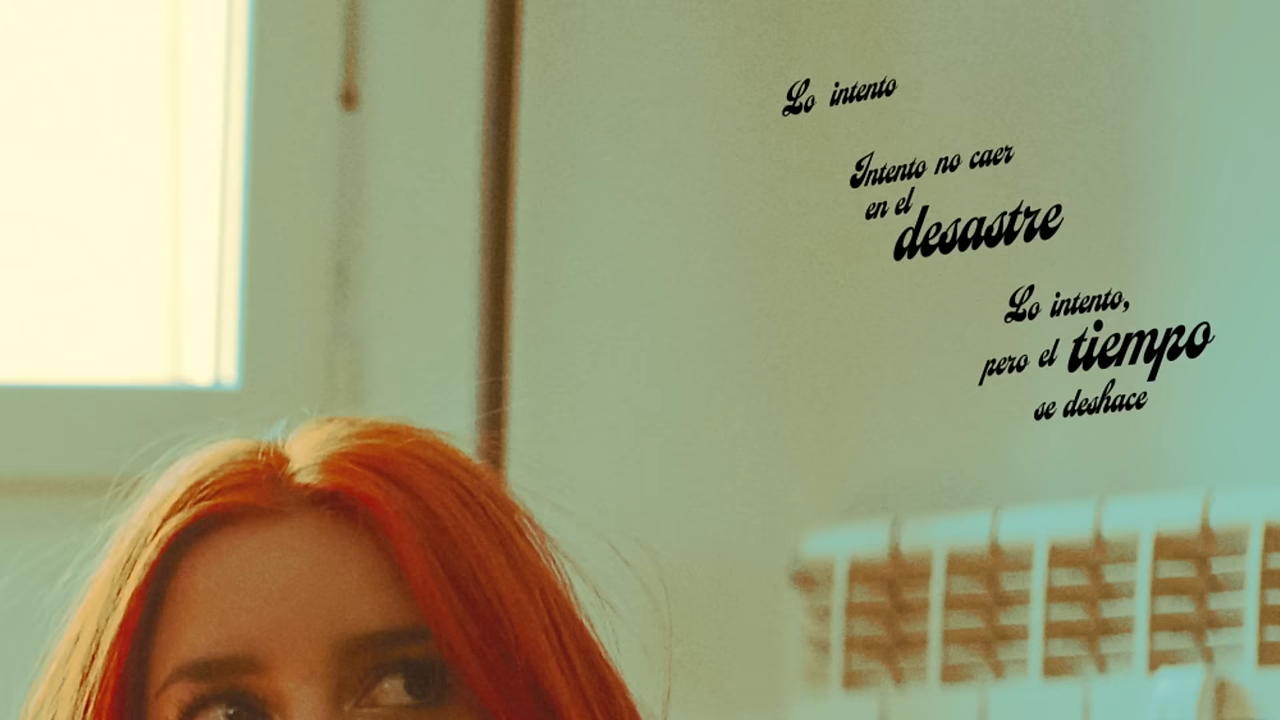 Lo intento
Intento no caer
en el
desastre
Lo intento,
pero el tiempo
se deshace